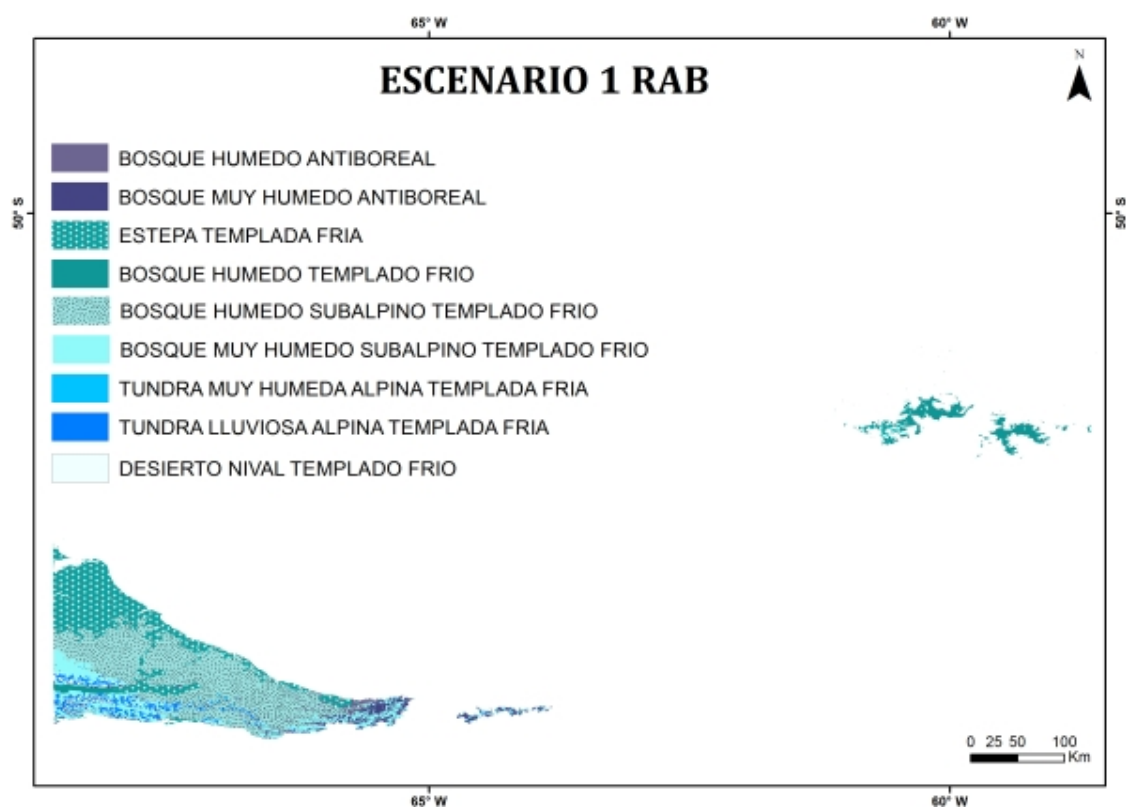 65° W 60° W
N
ESCENARIO 1 RAB
BOSQUE HUMEDO ANTIBOREAL
BOSQUE MUY HUMEDO ANTIBOREAL
50° S 50° S
ESTEPA TEMPLADA FRIA
BOSQUE HUMEDO TEMPLADO FRIO
BOSQUE HUMEDO SUBALPINO TEMPLADO FRIO
BOSQUE MUY HUMEDO SUBALPINO TEMPLADO FRIO
TUNDRA MUY HUMEDA ALPINA TEMPLADA FRIA
TUNDRA LLUVIOSA ALPINA TEMPLADA FRIA
DESIERTO NIVAL TEMPLADO FRIO
0 25 50 100
Km
65° W 60° W